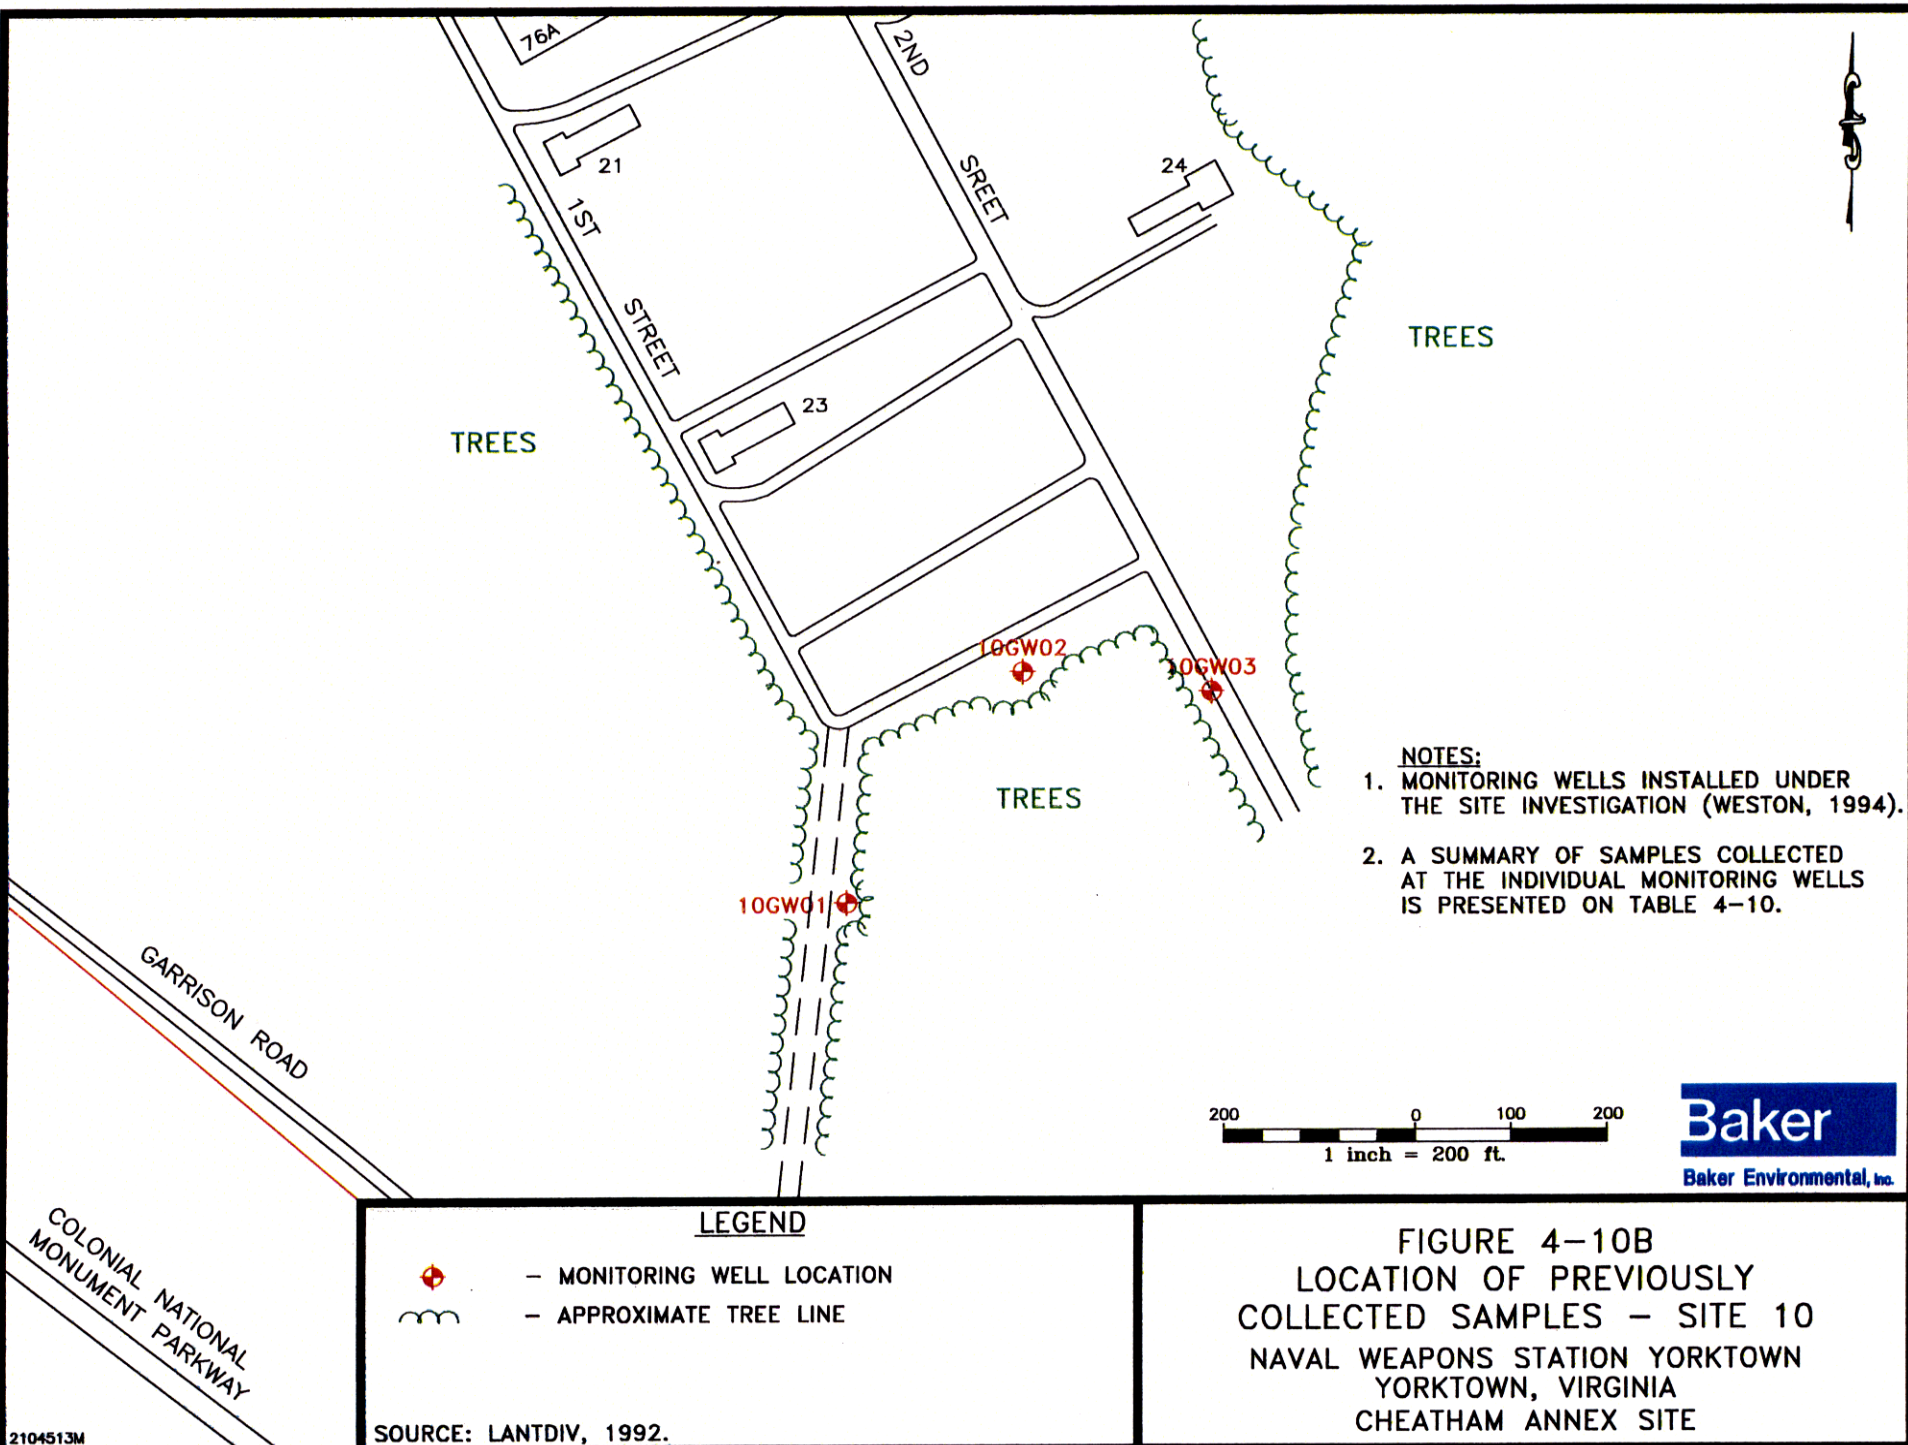 76A
2ND
SREET
21
24
1ST
STREET
TREES
23
TREES
10GW02
10GW03
TREES
10GW01
NOTES:
1. MONITORING WELLS INSTALLED UNDER
THE SITE INVESTIGATION (WESTON, 1994).
2. A SUMMARY OF SAMPLES COLLECTED
AT THE INDIVIDUAL MONITORING WELLS
IS PRESENTED ON TABLE 4-10.
GARRISON ROAD
COLONIAL NATIONAL
MONUMENT PARKWAY
200 0 100 200
1 inch = 200 ft.
Baker
Baker Environmental, Inc.
LEGEND
- MONITORING WELL LOCATION
- APPROXIMATE TREE LINE
SOURCE: LANTDIV, 1992.
FIGURE 4-10B
LOCATION OF PREVIOUSLY
COLLECTED SAMPLES - SITE 10
NAVAL WEAPONS STATION YORKTOWN
YORKTOWN, VIRGINIA
CHEATHAM ANNEX SITE
2104513M